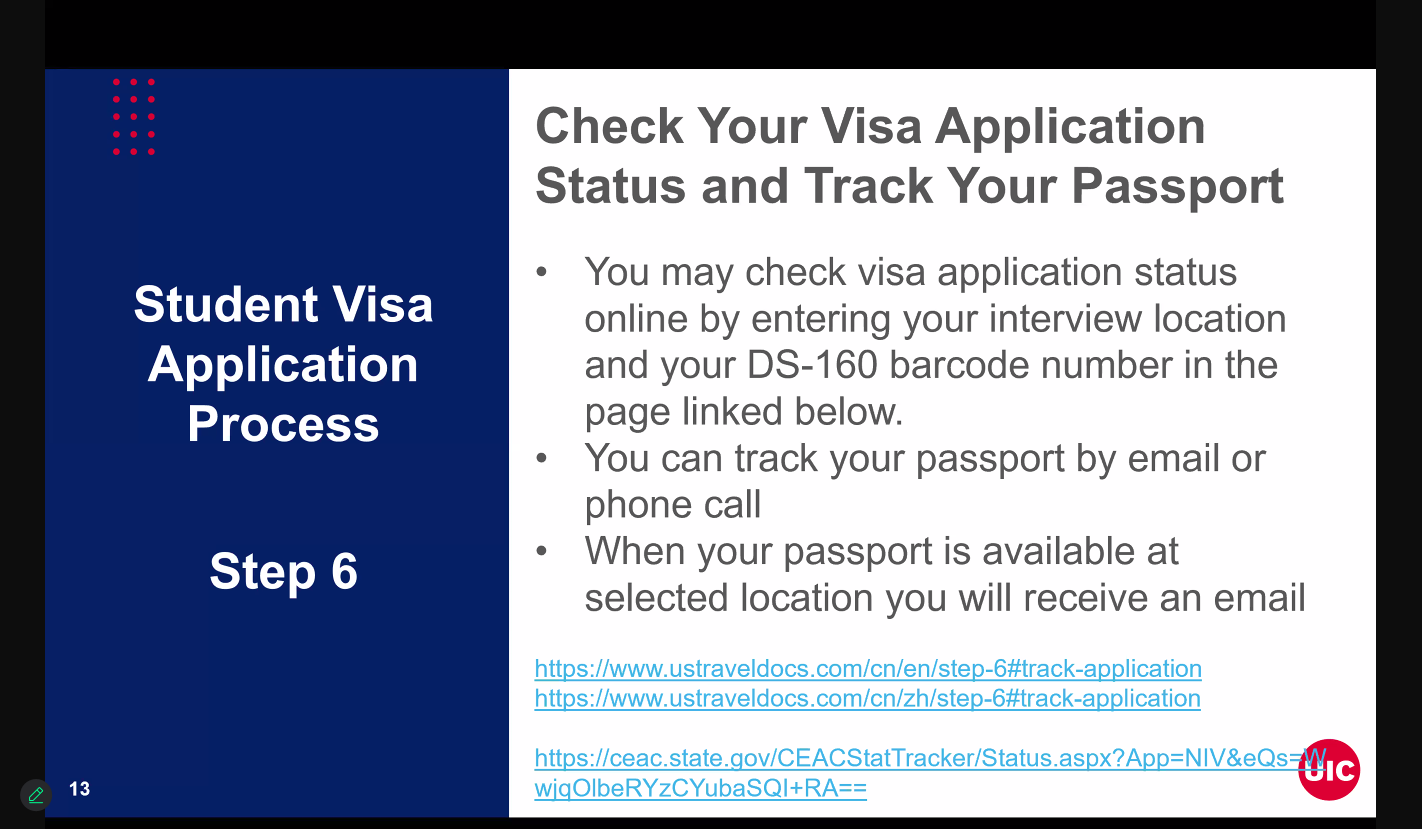 Check Your Visa Application
Status and Track Your Passport
Student Visa
Application
Process
Step 6
• You may check visa application status
online by entering your interview location
and your DS-160 barcode number in the
page linked below.
• You can track your passport by email or
phone call
• When your passport is available at
selected location you will receive an email
https://www.ustraveldocs.com/cn/en/step-6#track-application
https://www.ustraveldocs.com/cn/zh/step-6#track-application
https://ceac.state.gov/CEACStatTracker/Status.aspx?App=NIV&eQs=W
wjqOlbeRYzCYubaSQI+RA==
UIC
13